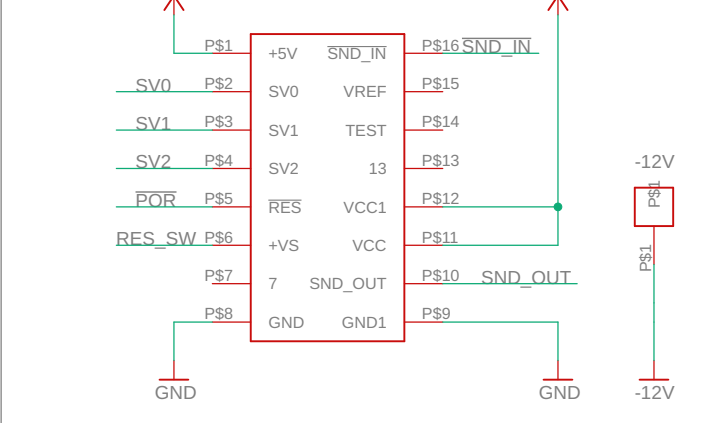 P$1 +5V SND_IN P$16 SND_IN
SV0 P$2 SV0 VREF P$15
SV1 P$3 SV1 TEST P$14
SV2 P$4 SV2 13 P$13
-12V
P$1
POR P$5 RES VCC1 P$12
RES_SW P$6 +VS VCC P$11
P$1
P$7 7 SND_OUT P$10 SND_OUT
P$8 GND GND1 P$9
GND GND -12V